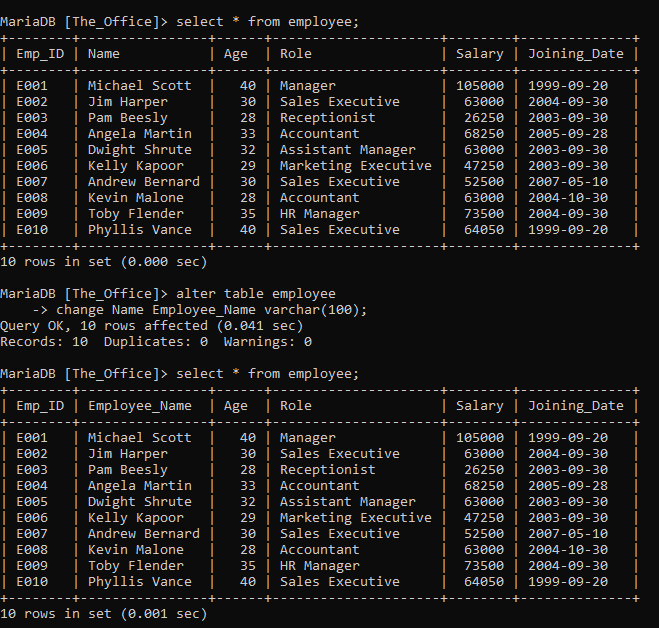 MariaDB [The_Office]> select * from employee;
+--------+----------------+------+---------------------+--------+--------------+
| Emp_ID | Name           | Age  | Role                | Salary | Joining_Date |
+--------+----------------+------+---------------------+--------+--------------+
| E001   | Michael Scott  |   40 | Manager             | 105000 | 1999-09-20   |
| E002   | Jim Harper     |   30 | Sales Executive     |  63000 | 2004-09-30   |
| E003   | Pam Beesly     |   28 | Receptionist        |  26250 | 2003-09-30   |
| E004   | Angela Martin  |   33 | Accountant          |  68250 | 2005-09-28   |
| E005   | Dwight Shrute  |   32 | Assistant Manager   |  63000 | 2003-09-30   |
| E006   | Kelly Kapoor   |   29 | Marketing Executive |  47250 | 2003-09-30   |
| E007   | Andrew Bernard |   30 | Sales Executive     |  52500 | 2007-05-10   |
| E008   | Kevin Malone   |   28 | Accountant          |  63000 | 2004-10-30   |
| E009   | Toby Flender   |   35 | HR Manager          |  73500 | 2004-09-30   |
| E010   | Phyllis Vance  |   40 | Sales Executive     |  64050 | 1999-09-20   |
+--------+----------------+------+---------------------+--------+--------------+
10 rows in set (0.000 sec)
MariaDB [The_Office]> alter table employee
    -> change Name Employee_Name varchar(100);
Query OK, 10 rows affected (0.041 sec)
Records: 10  Duplicates: 0  Warnings: 0
MariaDB [The_Office]> select * from employee;
+--------+----------------+------+---------------------+--------+--------------+
| Emp_ID | Employee_Name  | Age  | Role                | Salary | Joining_Date |
+--------+----------------+------+---------------------+--------+--------------+
| E001   | Michael Scott  |   40 | Manager             | 105000 | 1999-09-20   |
| E002   | Jim Harper     |   30 | Sales Executive     |  63000 | 2004-09-30   |
| E003   | Pam Beesly     |   28 | Receptionist        |  26250 | 2003-09-30   |
| E004   | Angela Martin  |   33 | Accountant          |  68250 | 2005-09-28   |
| E005   | Dwight Shrute  |   32 | Assistant Manager   |  63000 | 2003-09-30   |
| E006   | Kelly Kapoor   |   29 | Marketing Executive |  47250 | 2003-09-30   |
| E007   | Andrew Bernard |   30 | Sales Executive     |  52500 | 2007-05-10   |
| E008   | Kevin Malone   |   28 | Accountant          |  63000 | 2004-10-30   |
| E009   | Toby Flender   |   35 | HR Manager          |  73500 | 2004-09-30   |
| E010   | Phyllis Vance  |   40 | Sales Executive     |  64050 | 1999-09-20   |
+--------+----------------+------+---------------------+--------+--------------+
10 rows in set (0.001 sec)